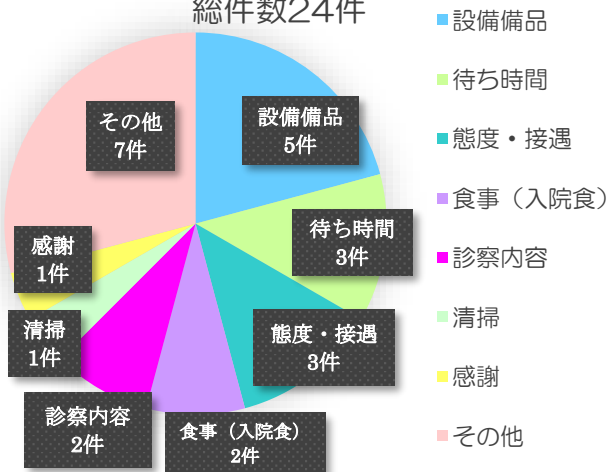 総件数24件
設備備品
5件
待ち時間
3件
態度・接遇
3件
食事（入院食）
2件
診察内容
2件
清掃
1件
感謝
1件
その他
7件
設備備品
待ち時間
態度・接遇
食事（入院食）
診察内容
清掃
感謝
その他